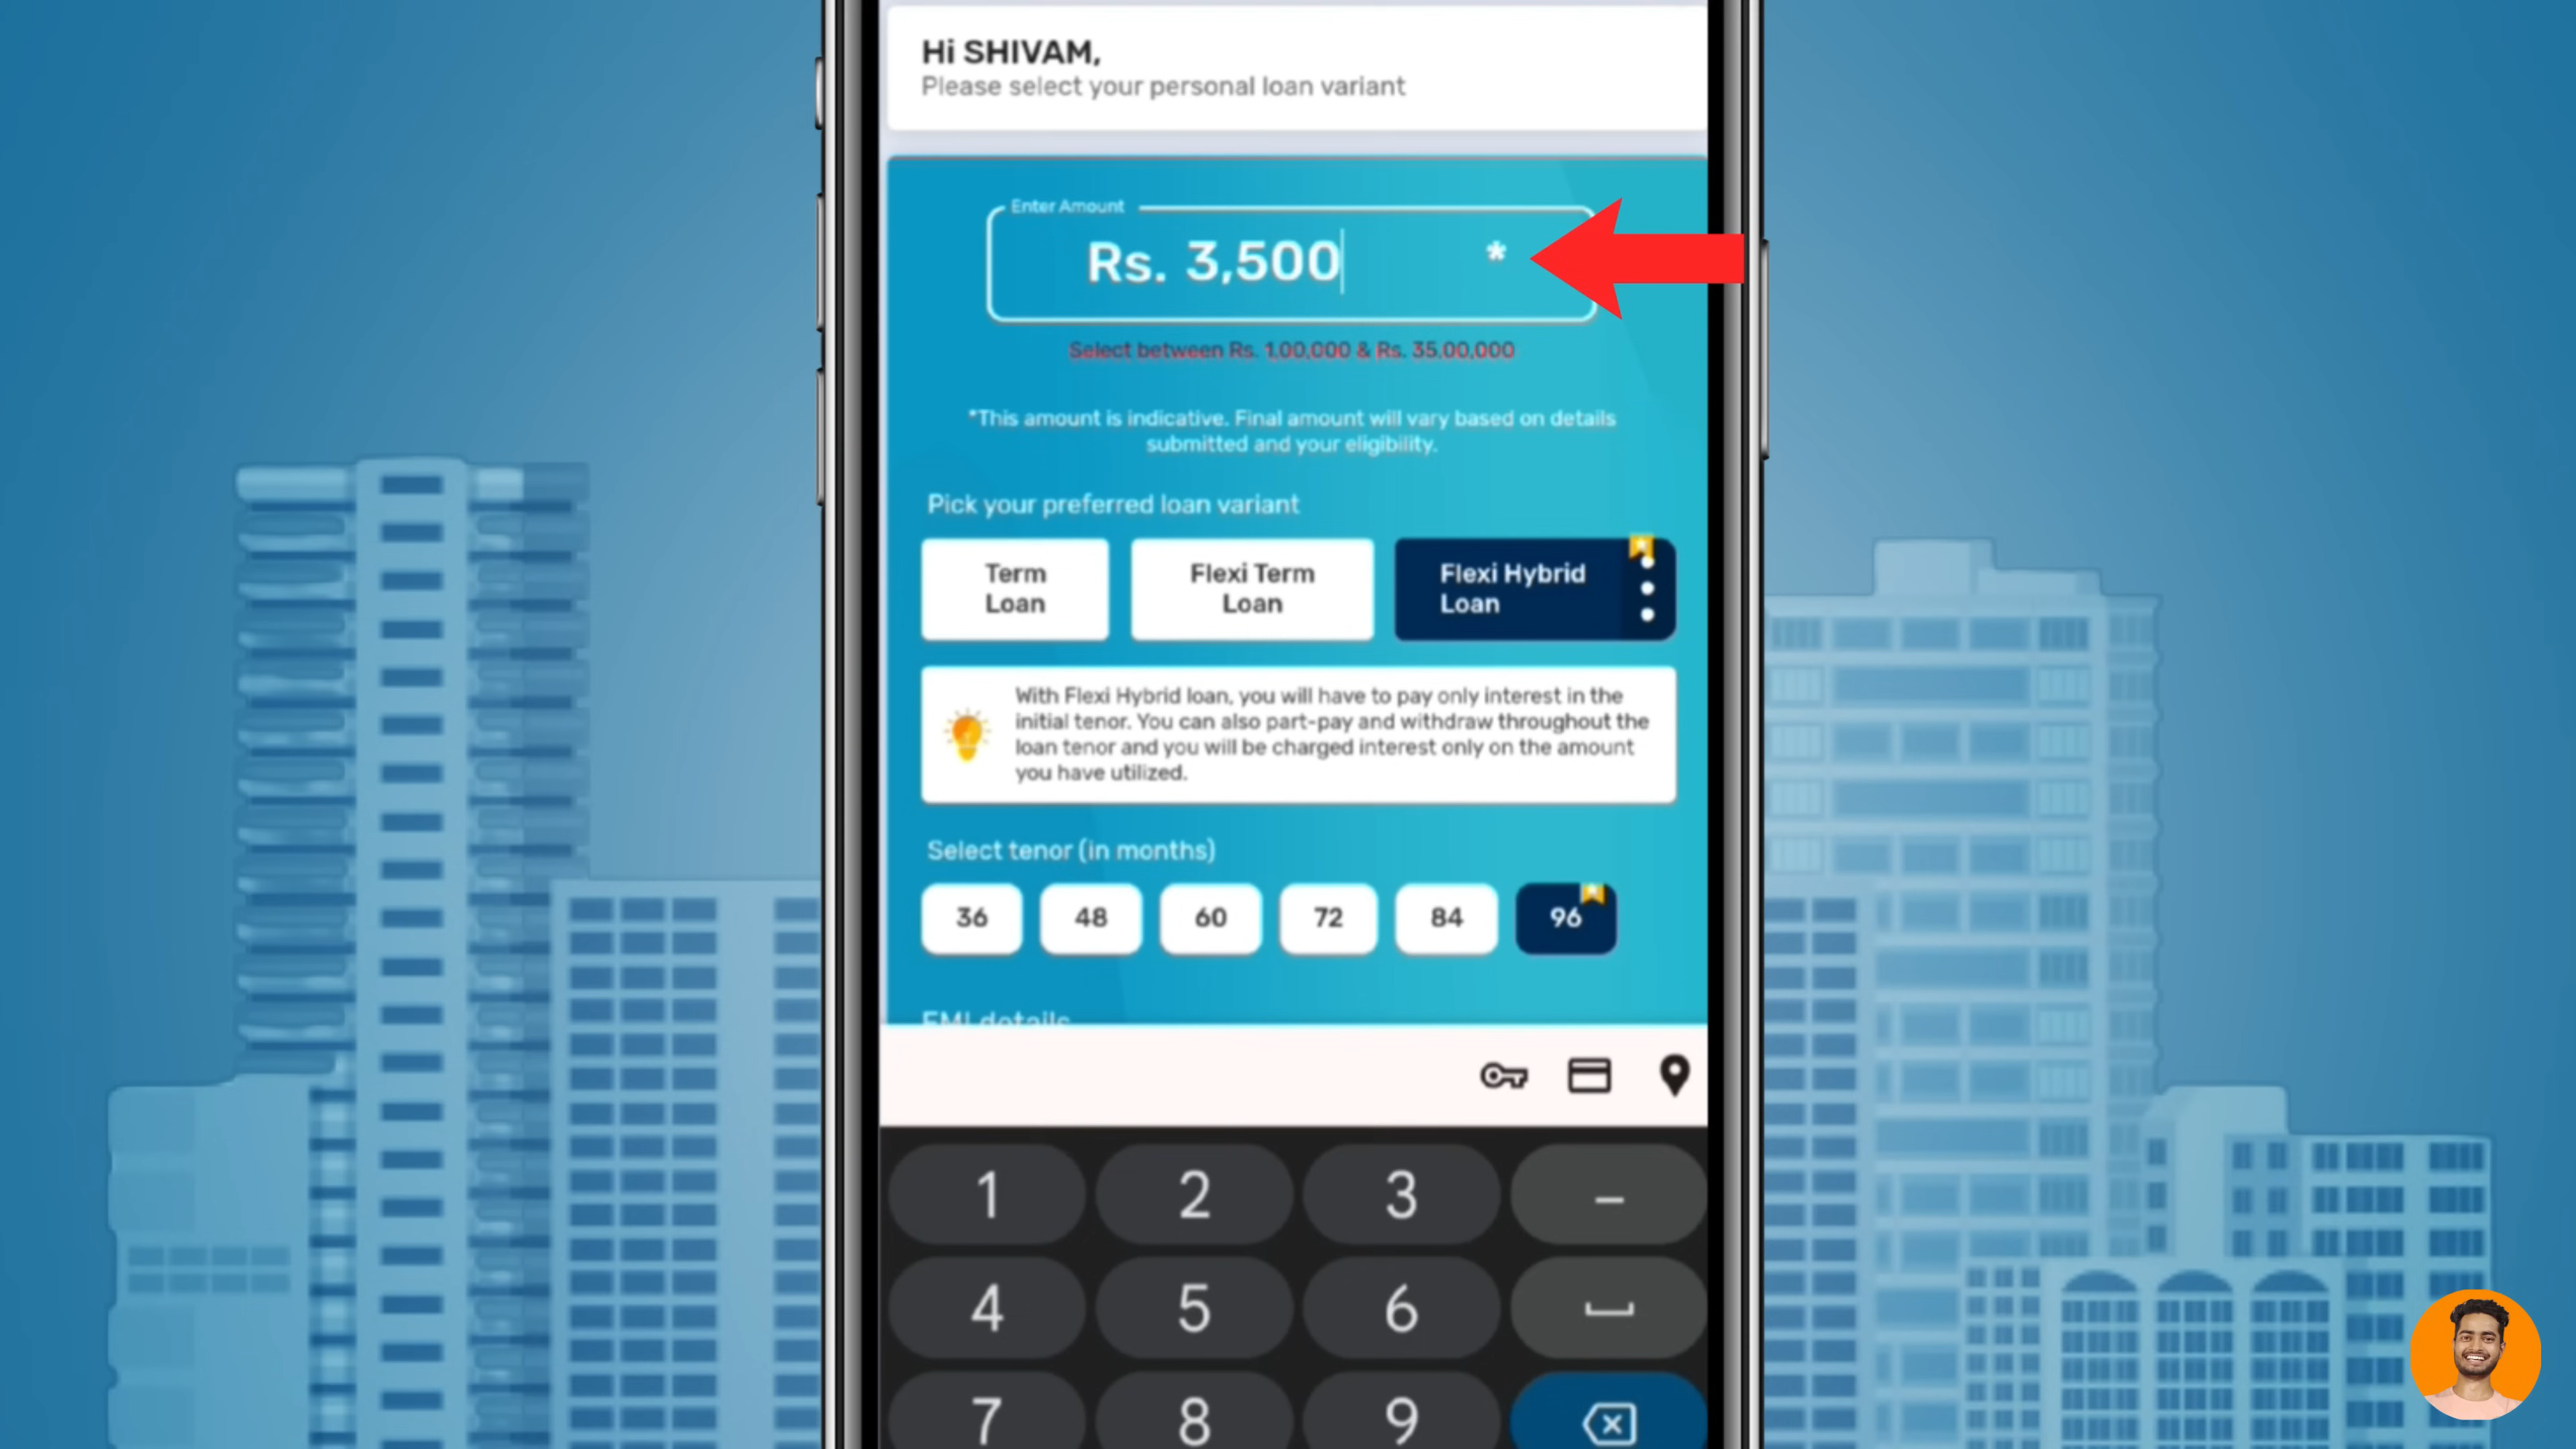 Hi SHIVAM,
Please select your personal loan variant
Enter Amount
Rs. 3,500 *
Select between Rs. 1,00,000 & Rs. 35,00,000
*This amount is indicative. Final amount will vary based on details
submitted and your eligibility.
Pick your preferred loan variant
Term
Loan
Flexi Term
Loan
Flexi Hybrid
Loan
With Flexi Hybrid loan, you will have to pay only interest in the
initial tenor. You can also part-pay and withdraw throughout the
loan tenor and you will be charged interest only on the amount
you have utilized.
Select tenor (in months)
36 48 60 72 84 96
EMI details
1 2 3 –
4 5 6
7 8 9